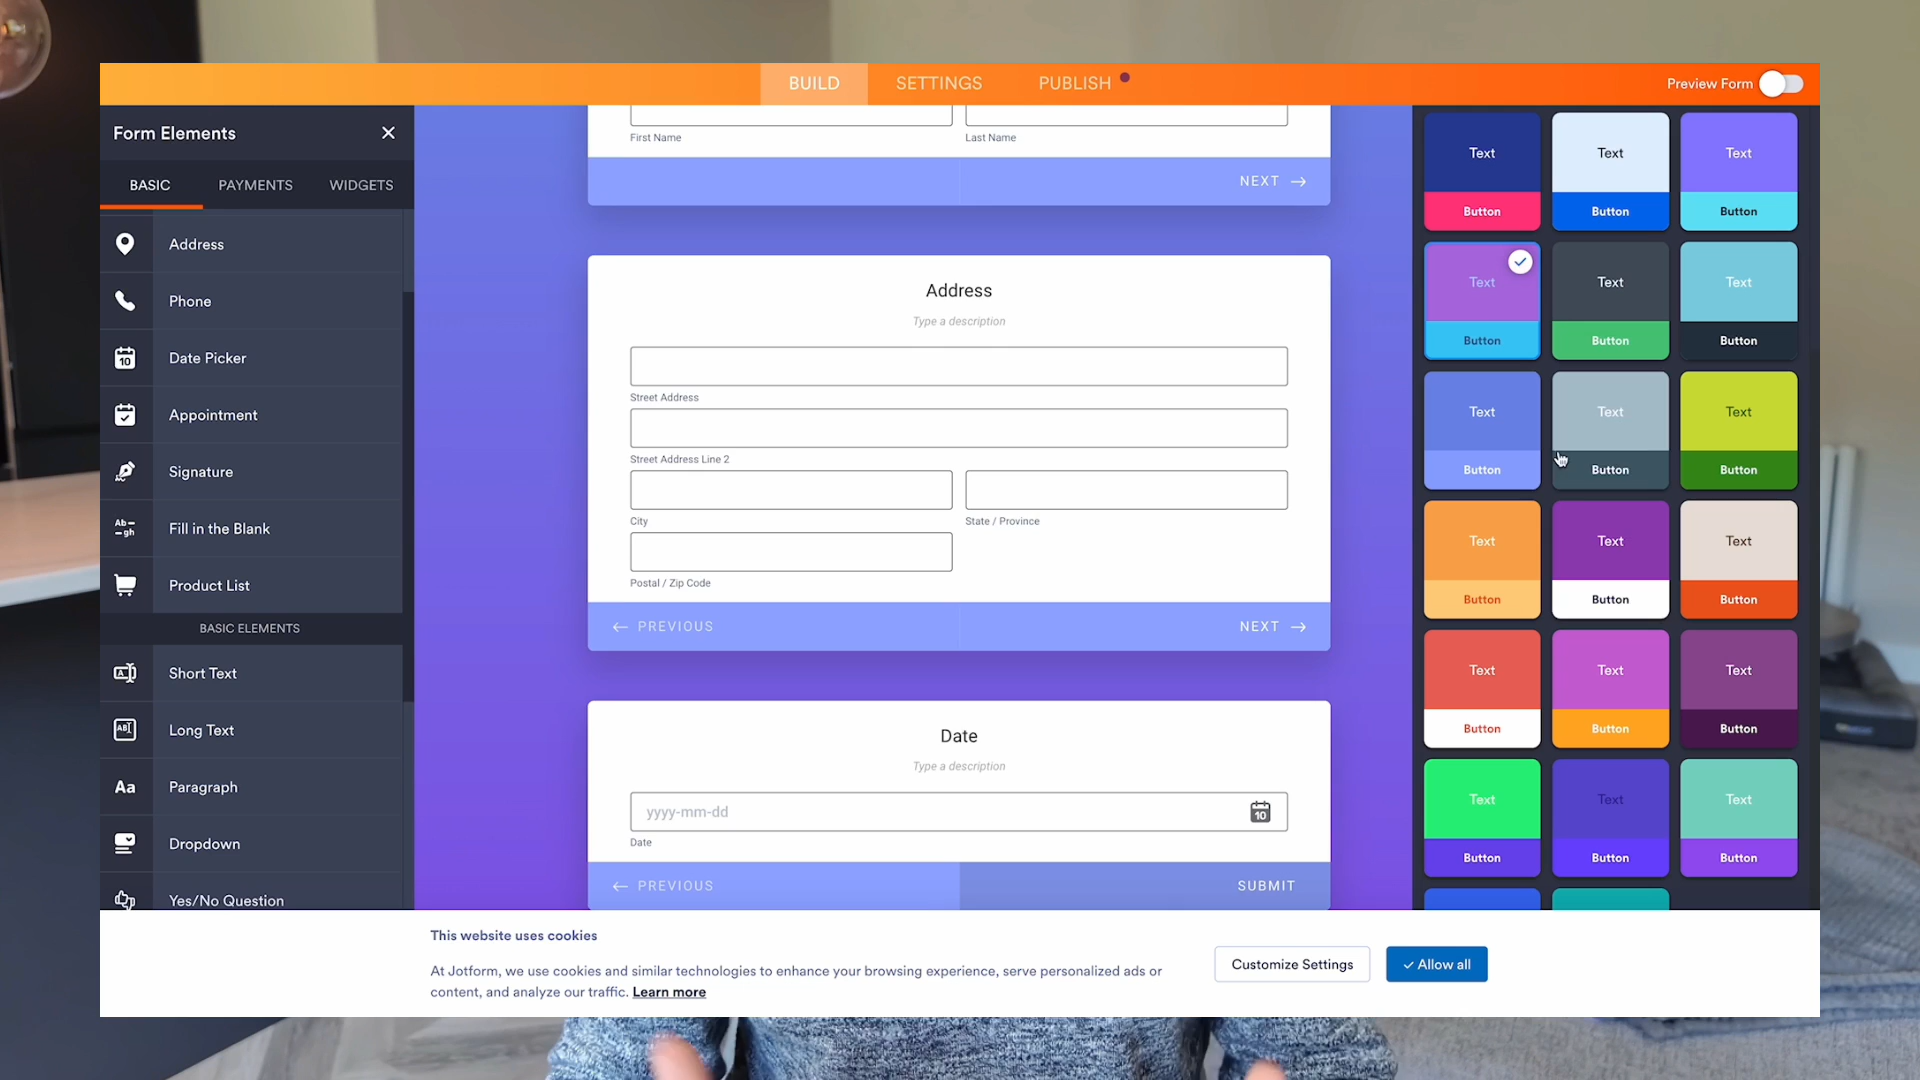 BUILD
SETTINGS
PUBLISH
Preview Form
Form Elements
BASIC
PAYMENTS
WIDGETS
Address
Phone
10
Date Picker
Appointment
Signature
Ab
gh
Fill in the Blank
Product List
BASIC ELEMENTS
A
Short Text
AB
Long Text
Aa
Paragraph
Dropdown
Yes/No Question
First Name
Last Name
NEXT →
Address
Type a description
Street Address
Street Address Line 2
City
State / Province
Postal / Zip Code
← PREVIOUS
NEXT →
Date
Type a description
yyyy-mm-dd
10
Date
← PREVIOUS
SUBMIT
Text Text Text
Button Button Button
Text Text Text
Button Button Button
Text Text Text
Button Button Button
Text Text Text
Button Button Button
Text Text Text
Button Button Button
Text Text Text
Button Button Button
This website uses cookies
At Jotform, we use cookies and similar technologies to enhance your browsing experience, serve personalized ads or
content, and analyze our traffic. Learn more
Customize Settings
Allow all